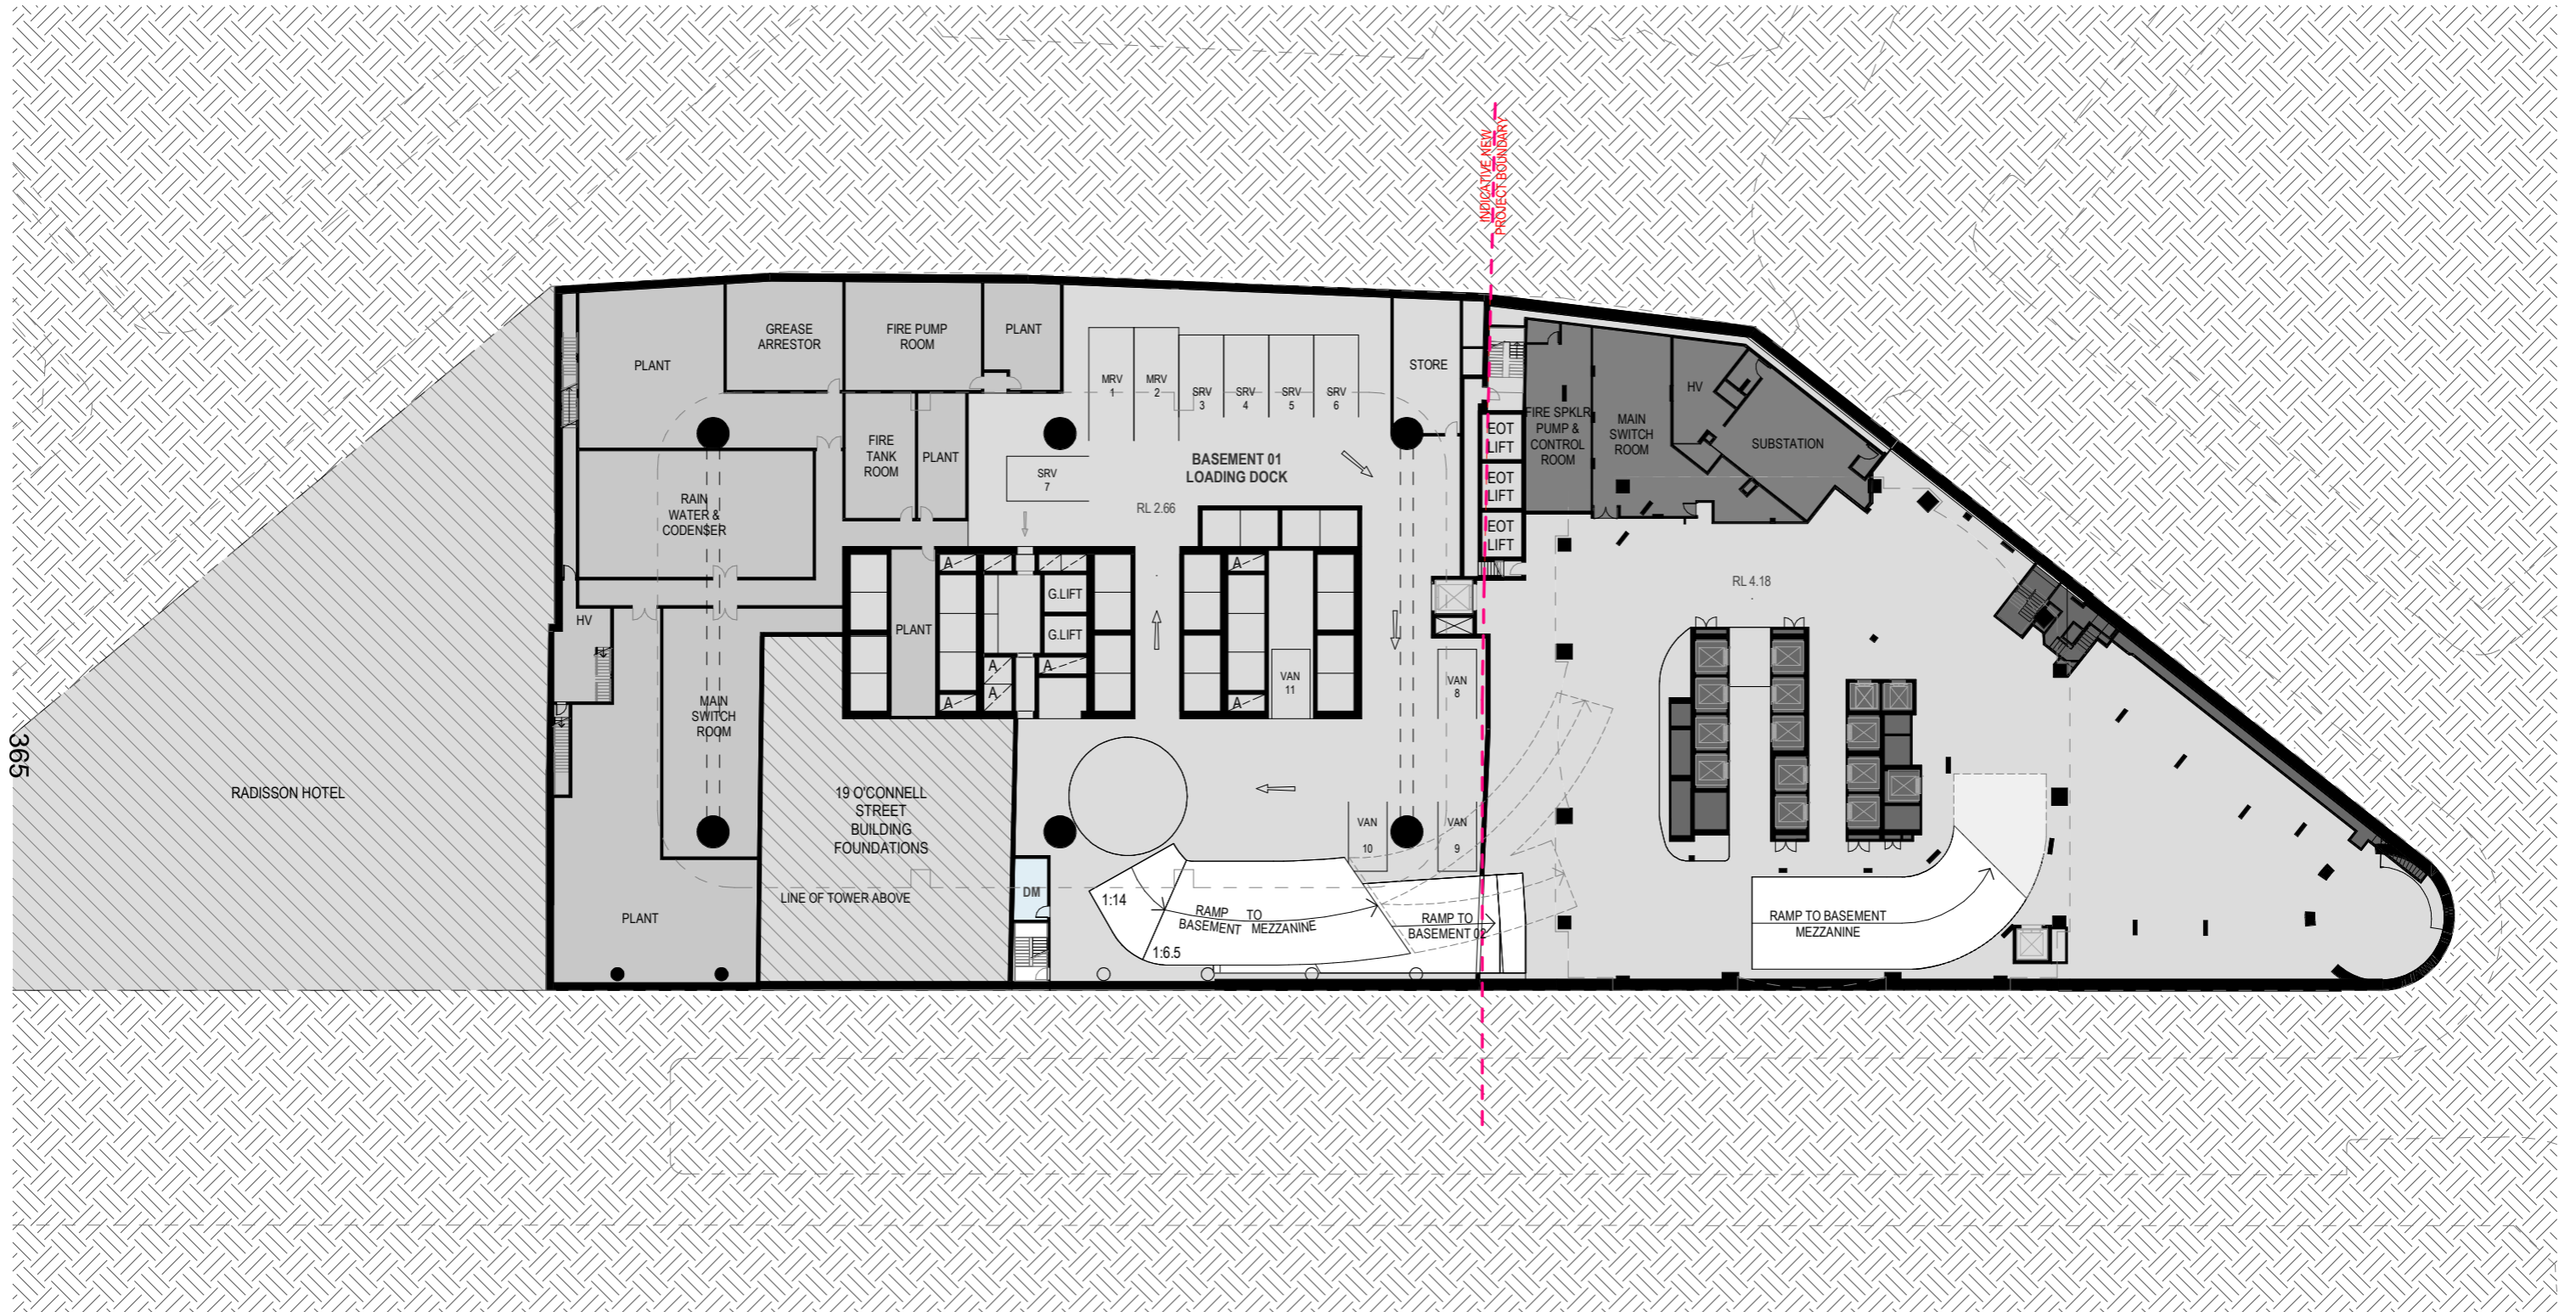 INDICATIVE NEW
PROJECT BOUNDARY
GREASE
ARRESTOR
FIRE PUMP
ROOM
PLANT
PLANT
STORE
MRV
1
MRV
2
SRV
3
SRV
4
SRV
5
SRV
6
HV
FIRE SPKLR
PUMP &
CONTROL
ROOM
MAIN
SWITCH
ROOM
SUBSTATION
EOT
LIFT
EOT
LIFT
EOT
LIFT
FIRE
TANK
ROOM
PLANT
BASEMENT 01
LOADING DOCK
SRV
7
RL 2.66
RAIN
WATER &
CODENSER
A
A
G.LIFT
G.LIFT
RL 4.18
HV
PLANT
A
A
A
A
A
VAN
11
VAN
8
MAIN
SWITCH
ROOM
365
RADISSON HOTEL
19 O'CONNELL
STREET
BUILDING
FOUNDATIONS
VAN
10
VAN
9
DM
LINE OF TOWER ABOVE
PLANT
1:14
RAMP TO
BASEMENT MEZZANINE
1:6.5
RAMP TO
BASEMENT 02
RAMP TO BASEMENT
MEZZANINE